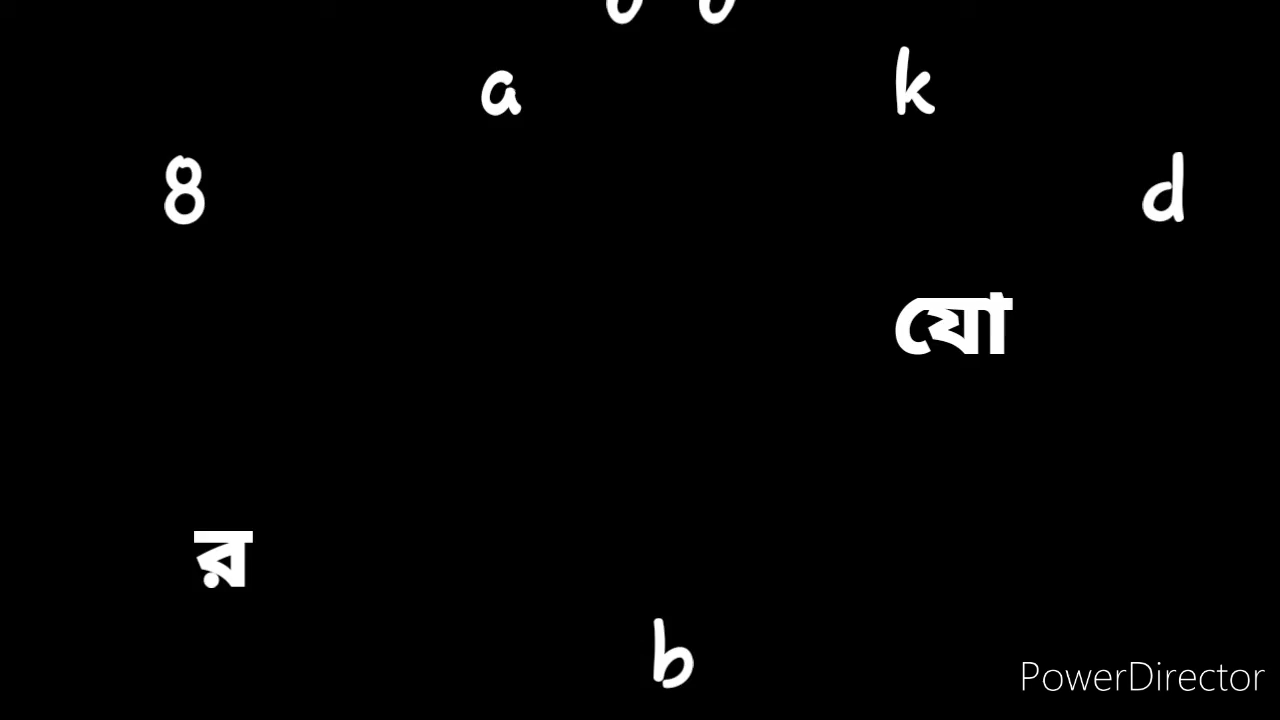 a k
8 d
যো
র
b
PowerDirector